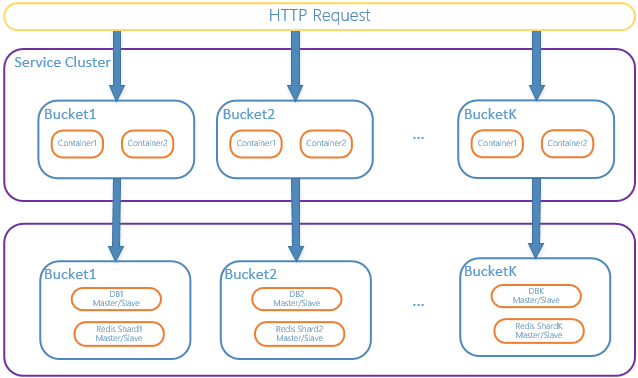 HTTP Request
Service Cluster
Bucket1
Bucket2
BucketK
Container1
Container2
Container1
Container2
...
Container1
Container2
Bucket1
Bucket2
BucketK
DB1
Master/Slave
DB2
Master/Slave
...
DBK
Master/Slave
Redis Shard1
Master/Slave
Redis Shard2
Master/Slave
Redis ShardK
Master/Slave